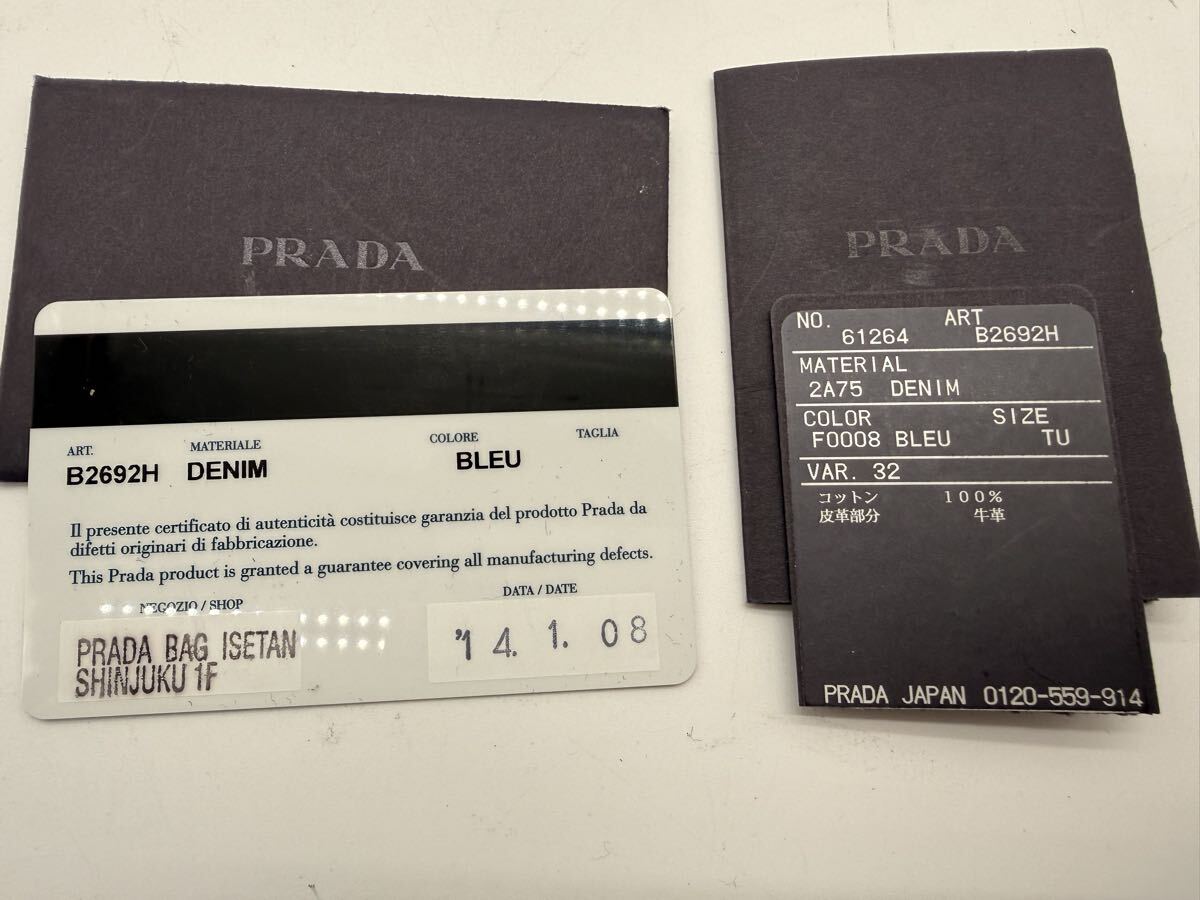 PRADA
ART. MATERIALE COLORE TAGLIA
B2692H DENIM BLEU
Il presente certificato di autenticità costituisce garanzia del prodotto Prada da
difetti originari di fabbricazione.
This Prada product is granted a guarantee covering all manufacturing defects.
NEGOZIO / SHOP DATA / DATE
PRADA BAG ISETAN
SHINJUKU 1F
'14. 1. 08
PRADA
NO. ART
61264 B2692H
MATERIAL
2A75 DENIM
COLOR SIZE
F0008 BLEU TU
VAR. 32
コットン 100%
皮革部分 牛革
PRADA JAPAN 0120-559-914